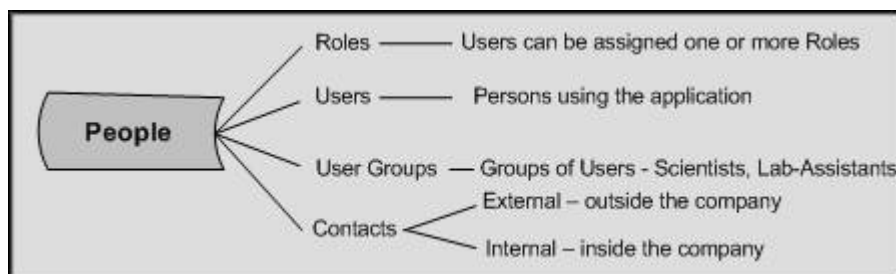 Roles
Users can be assigned one or more Roles
Users
Persons using the application
People
User Groups
Groups of Users - Scientists, Lab-Assistants
Contacts
External – outside the company
Internal – inside the company